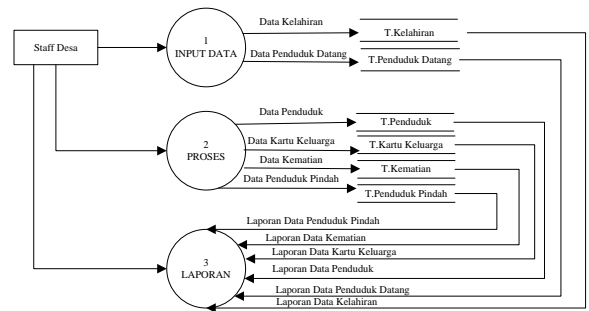 Staff Desa
1
INPUT DATA
Data Kelahiran
T.Kelahiran
Data Penduduk Datang
T.Penduduk Datang
2
PROSES
Data Penduduk
T.Penduduk
Data Kartu Keluarga
T.Kartu Keluarga
Data Kematian
T.Kematian
Data Penduduk Pindah
T.Penduduk Pindah
3
LAPORAN
Laporan Data Penduduk Pindah
Laporan Data Kematian
Laporan Data Kartu Keluarga
Laporan Data Penduduk
Laporan Data Penduduk Datang
Laporan Data Kelahiran